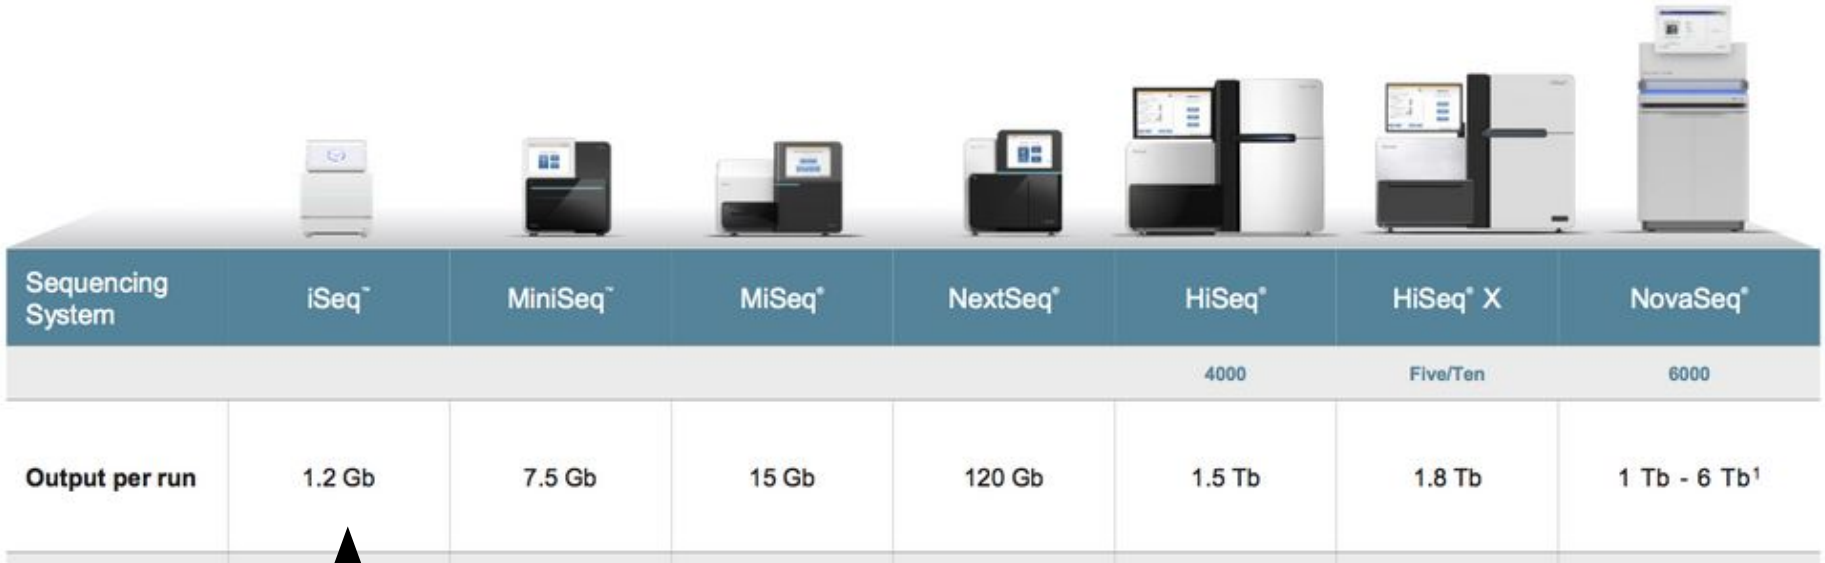 Sequencing
System
iSeq™
MiniSeq™
MiSeq®
NextSeq®
HiSeq®
HiSeq® X
NovaSeq®
4000
Five/Ten
6000
Output per run
1.2 Gb
7.5 Gb
15 Gb
120 Gb
1.5 Tb
1.8 Tb
1 Tb - 6 Tb¹